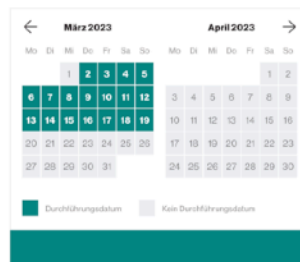 ← März 2023
Mo Di Mi Do Fr Sa So
1 2 3 4 5
6 7 8 9 10 11 12
13 14 15 16 17 18 19
20 21 22 23 24 25 26
27 28 29 30 31
April 2023 →
Mo Di Mi Do Fr Sa So
1 2
3 4 5 6 7 8 9
10 11 12 13 14 15 16
17 18 19 20 21 22 23
24 25 26 27 28 29 30
Durchführungsdatum
Kein Durchführungsdatum